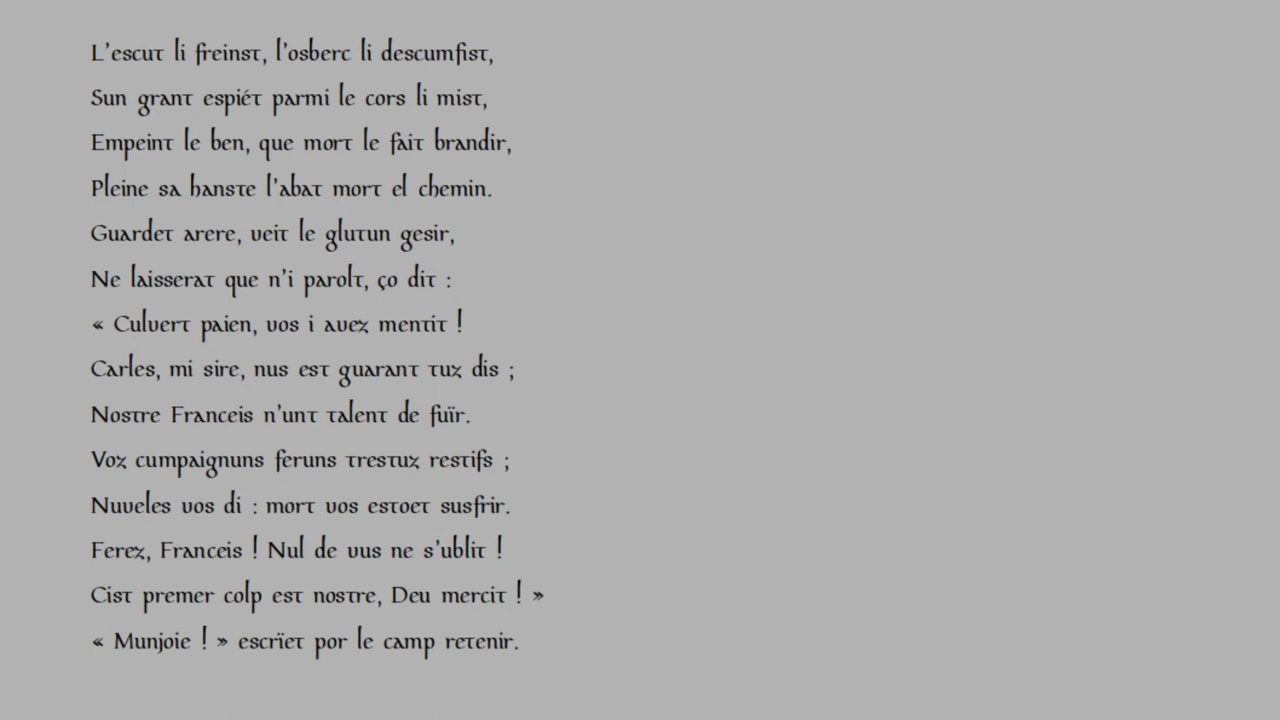 L'escut li freinst, l'osberc li descumfist,
Sun grant espiét parmi le cors li mist,
Empeint le ben, que mort le fait brandir,
Pleine sa hanste l'abat mort el chemin.
Guardet arere, veit le glutun gesir,
Ne laisserat que n'i parolt, ço dit :
« Culvert paien, vos i avez mentit !
Carles, mi sire, nus est guarant tuz dis ;
Nostre Franceis n'unt talent de fuïr.
Voz cumpaignuns feruns trestuz restifs ;
Nuveles vos di : mort vos estoet susfrir.
Ferez, Franceis ! Nul de vus ne s'ublit !
Cist premer colp est nostre, Deu mercit ! »
« Munjoie ! » escrïet por le camp retenir.